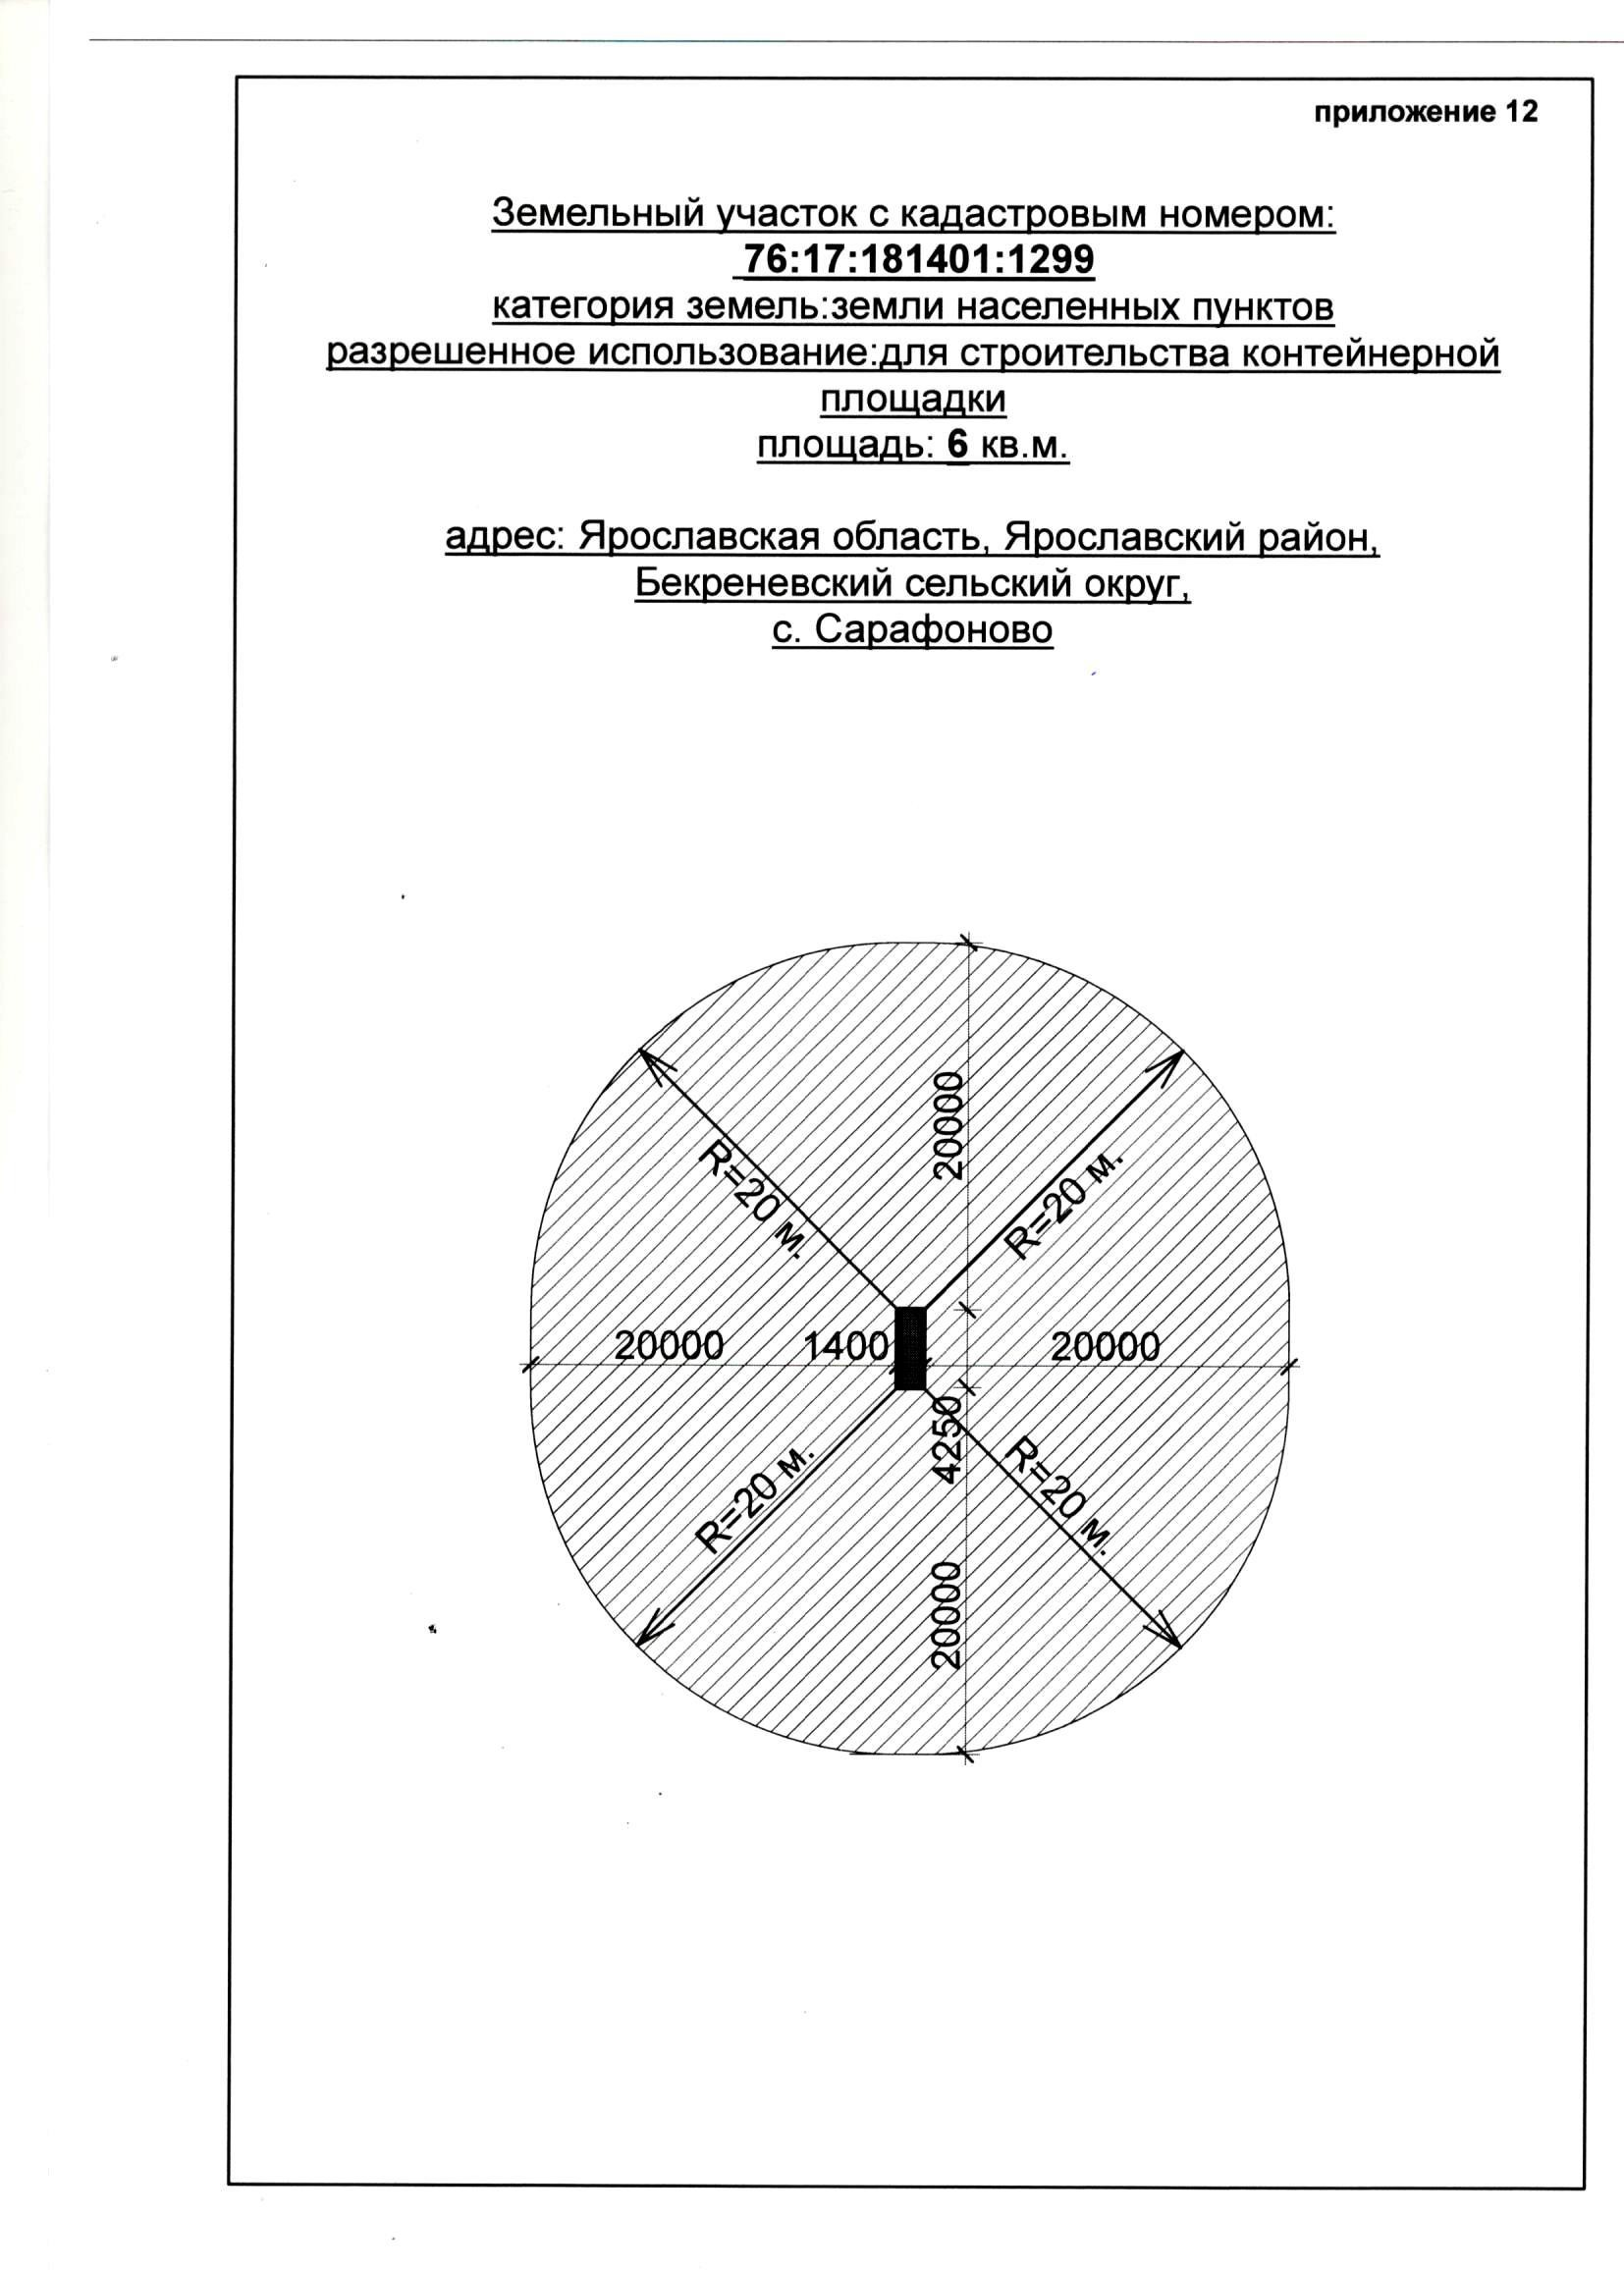 приложение 12
Земельный участок с кадастровым номером:
76:17:181401:1299
категория земель:земли населенных пунктов
разрешенное использование:для строительства контейнерной
площадки
площадь: 6 кв.м.
адрес: Ярославская область, Ярославский район,
Бекреневский сельский округ,
с. Сарафоново
20000
R=20 м.
R=20 м.
20000
1400
20000
4250
R=20 м.
R=20 м.
20000